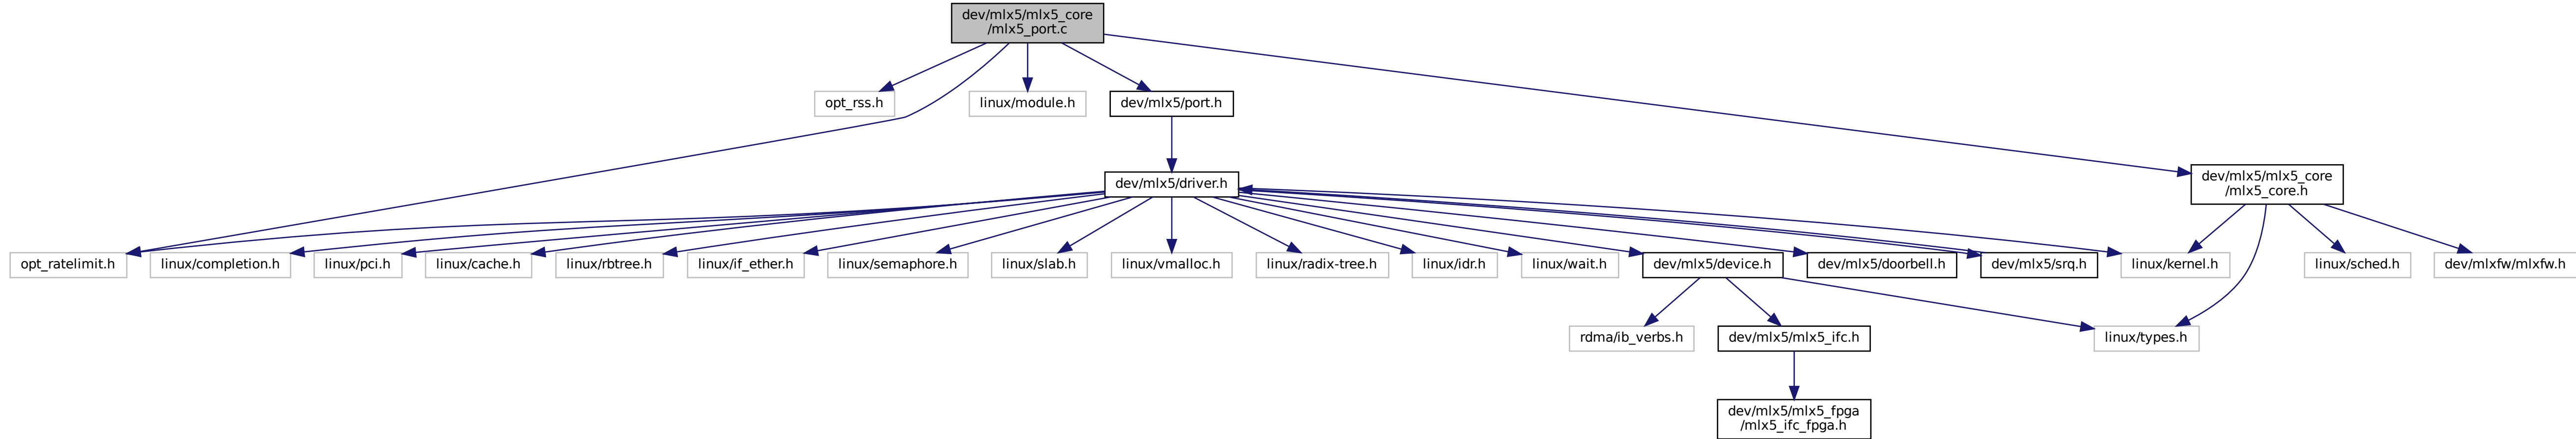 dev/mlx5/mlx5_core
/mlx5_port.c
opt_rss.h
linux/module.h
dev/mlx5/port.h
dev/mlx5/mlx5_core
/mlx5_core.h
dev/mlx5/driver.h
opt_ratelimit.h
linux/completion.h
linux/pci.h
linux/cache.h
linux/rbtree.h
linux/if_ether.h
linux/semaphore.h
linux/slab.h
linux/vmalloc.h
linux/radix-tree.h
linux/idr.h
linux/wait.h
dev/mlx5/device.h
dev/mlx5/doorbell.h
dev/mlx5/srq.h
linux/kernel.h
linux/sched.h
dev/mlxfw/mlxfw.h
rdma/ib_verbs.h
dev/mlx5/mlx5_ifc.h
linux/types.h
dev/mlx5/mlx5_fpga
/mlx5_ifc_fpga.h